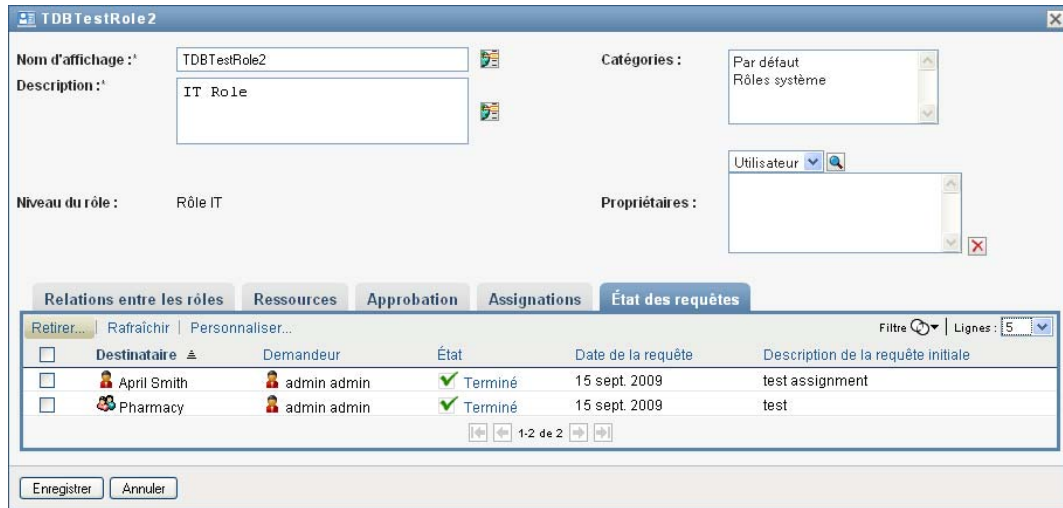 TDBTestRole2
Nom d'affichage :* TDBTestRole2 Catégories : Par défaut
Rôles système
Description :* IT Role
Utilisateur
Niveau du rôle : Rôle IT Propriétaires :
Relations entre les rôles Ressources Approbation Assignations État des requêtes
Retirer... | Rafraîchir | Personnaliser... Filtre | Lignes : 5
Destinataire Demandeur État Date de la requête Description de la requête initiale
April Smith admin admin Terminé 15 sept. 2009 test assignment
Pharmacy admin admin Terminé 15 sept. 2009 test
1-2 de 2
Enregistrer Annuler